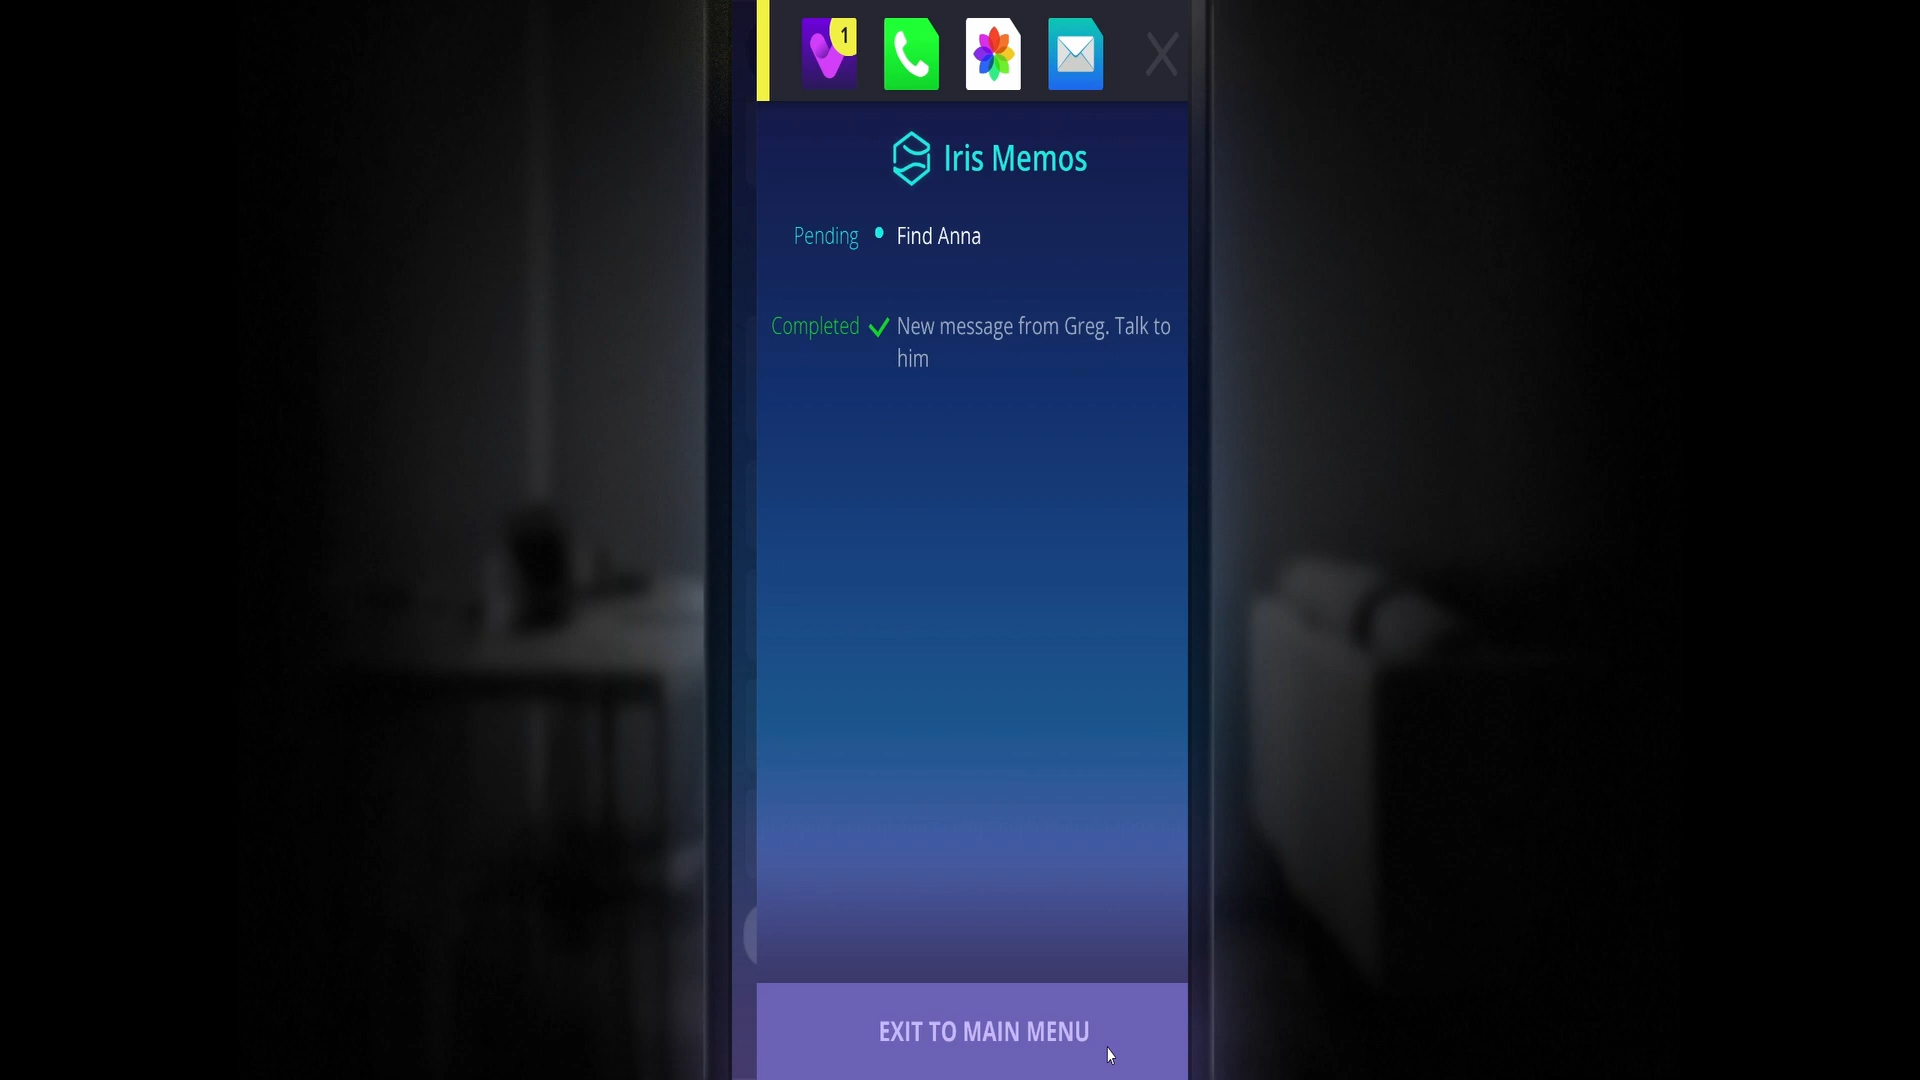 1
Iris Memos
Pending • Find Anna
Completed ✓ New message from Greg. Talk to
him
EXIT TO MAIN MENU